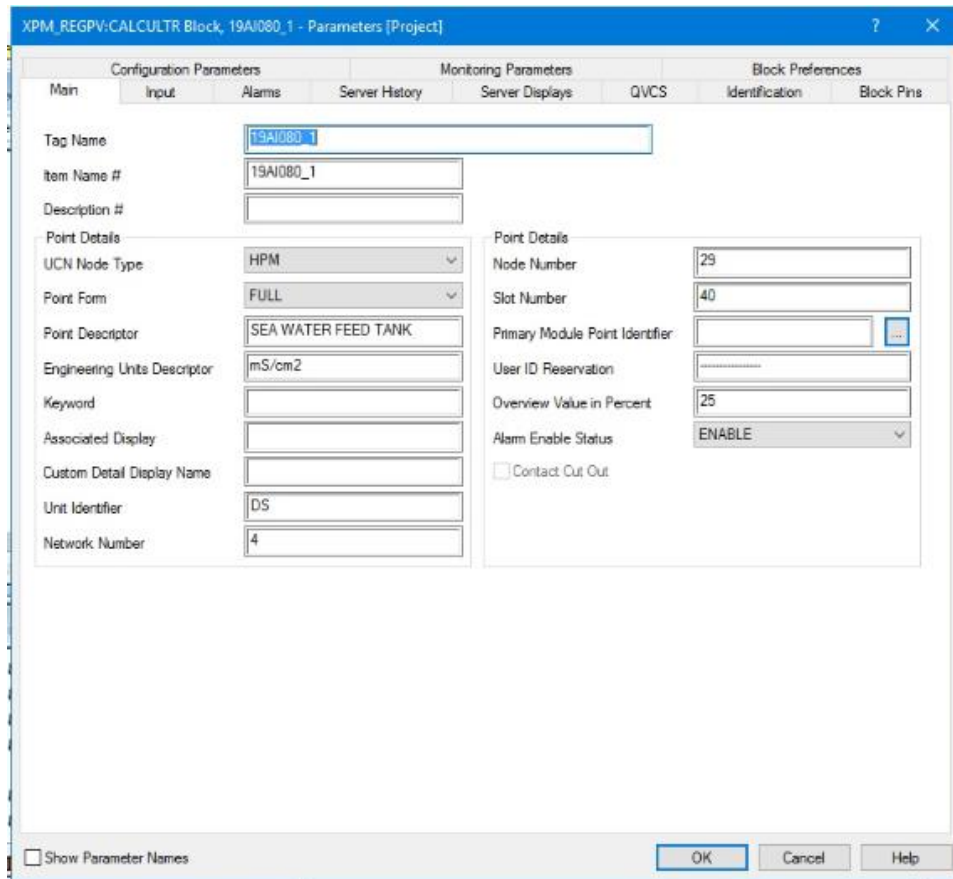 XPM_REGPV:CALCULTR Block, 19AI080_1 - Parameters [Project]
? ×
Configuration Parameters Monitoring Parameters Block Preferences
Main Input Alarms Server History Server Displays QVCS Identification Block Pins
Tag Name 19AI080_1
Item Name # 19AI080_1
Description #
Point Details
UCN Node Type HPM
Point Form FULL
Point Descriptor SEA WATER FEED TANK
Engineering Units Descriptor mS/cm2
Keyword
Associated Display
Custom Detail Display Name
Unit Identifier DS
Network Number 4
Point Details
Node Number 29
Slot Number 40
Primary Module Point Identifier ...
User ID Reservation ----------------
Overview Value in Percent 25
Alarm Enable Status ENABLE
Contact Cut Out
Show Parameter Names
OK Cancel Help